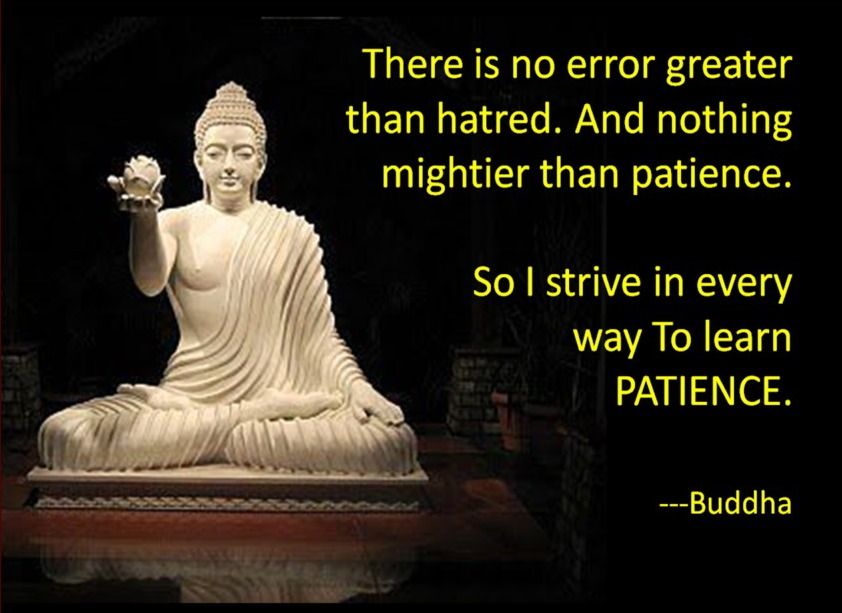 There is no error greater
than hatred. And nothing
mightier than patience.
So I strive in every
way To learn
PATIENCE.
---Buddha